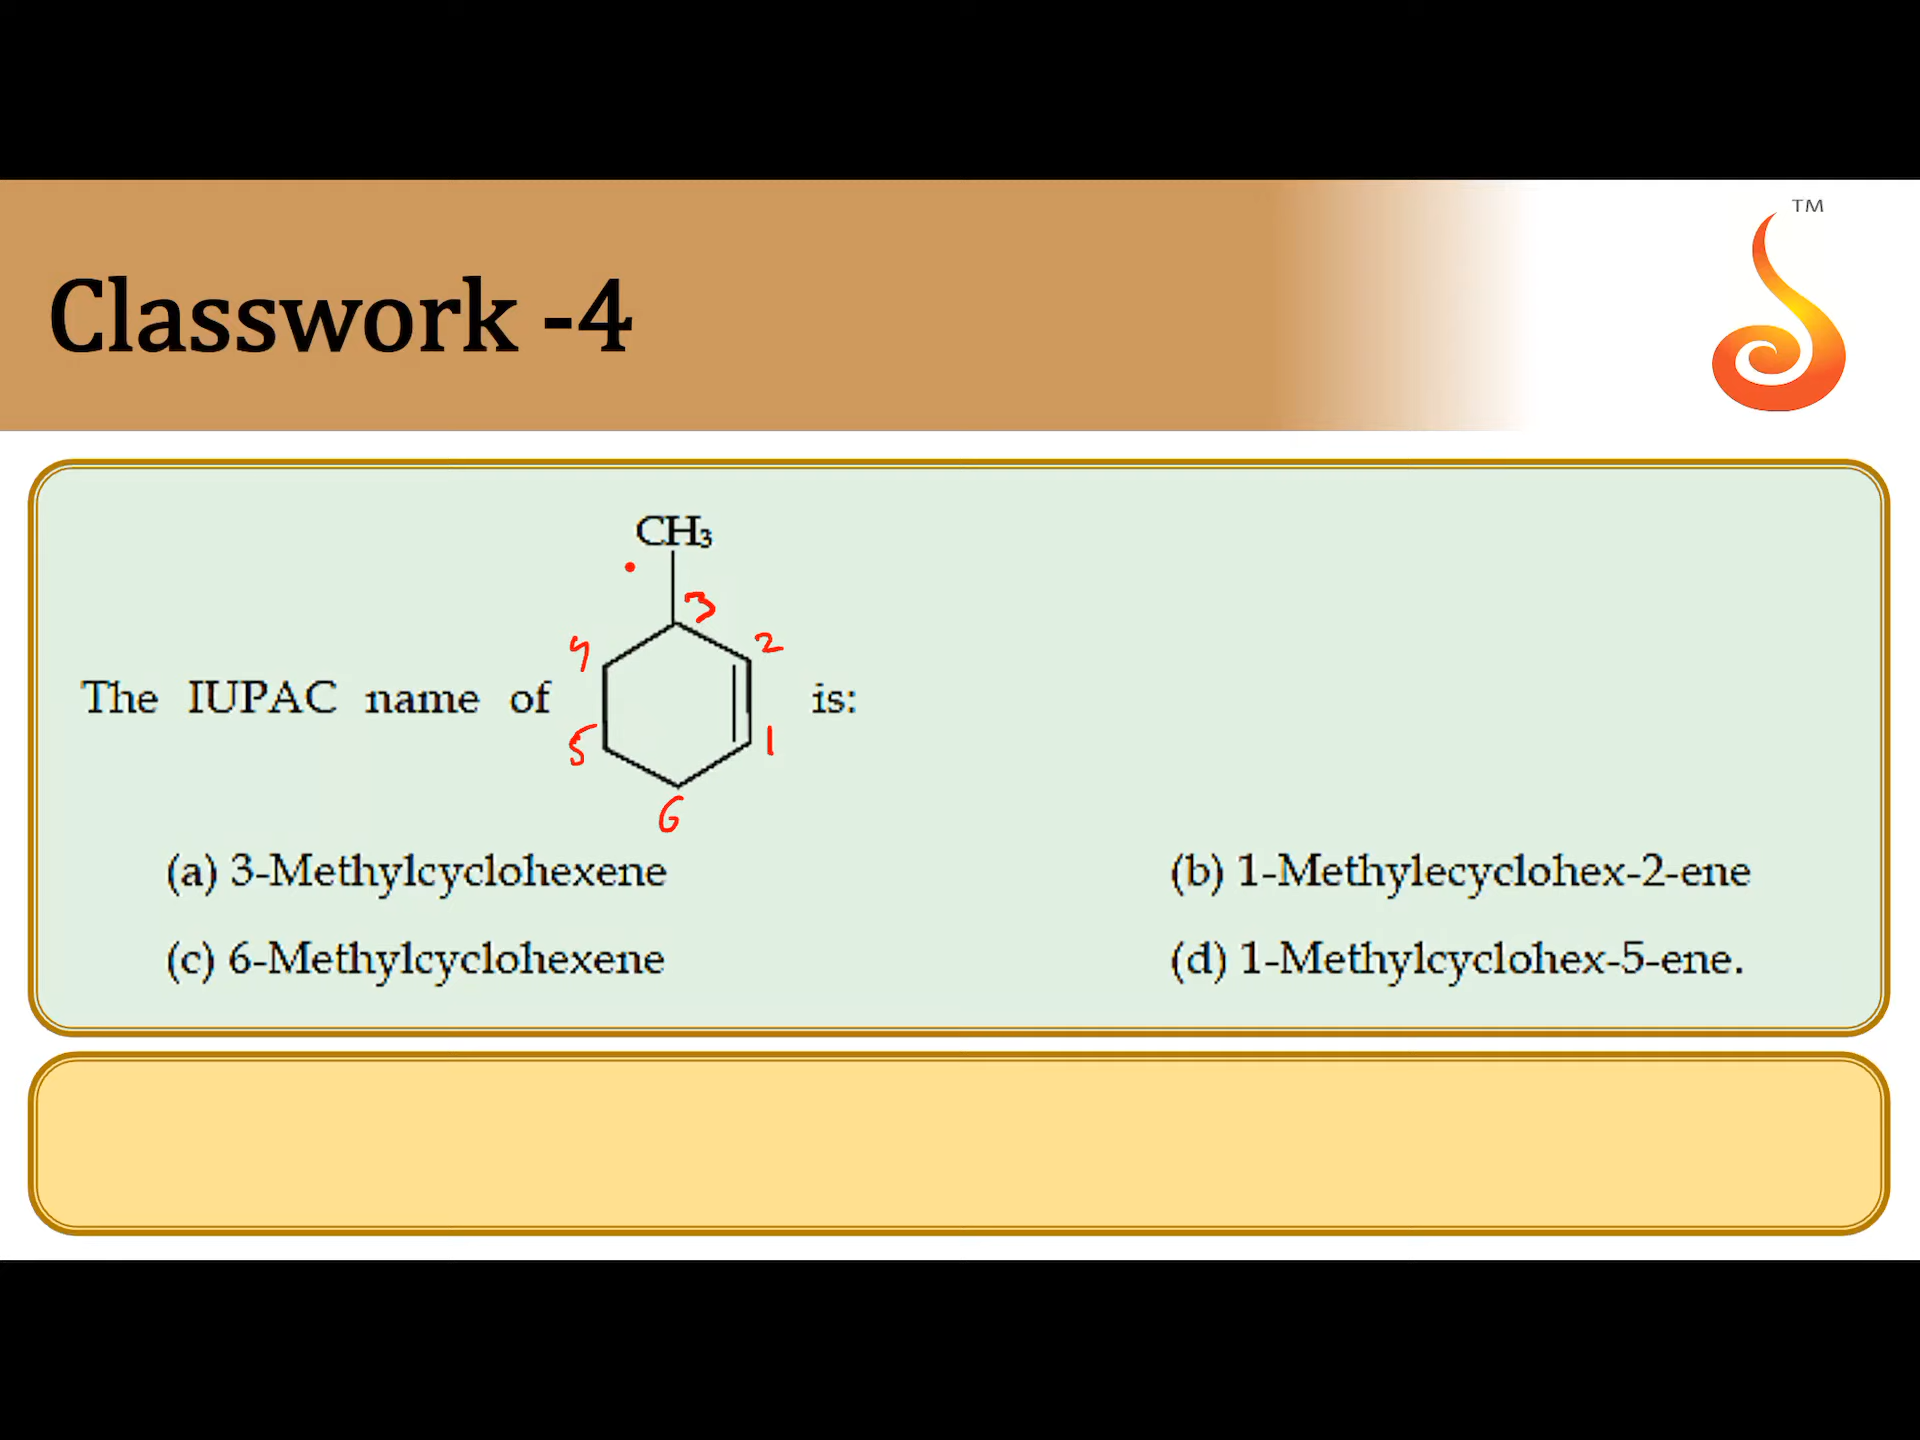 TM
Classwork -4
CH₃
3
4
2
The IUPAC name of is:
5
1
6
(a) 3-Methylcyclohexene
(b) 1-Methylecyclohex-2-ene
(c) 6-Methylcyclohexene
(d) 1-Methylcyclohex-5-ene.